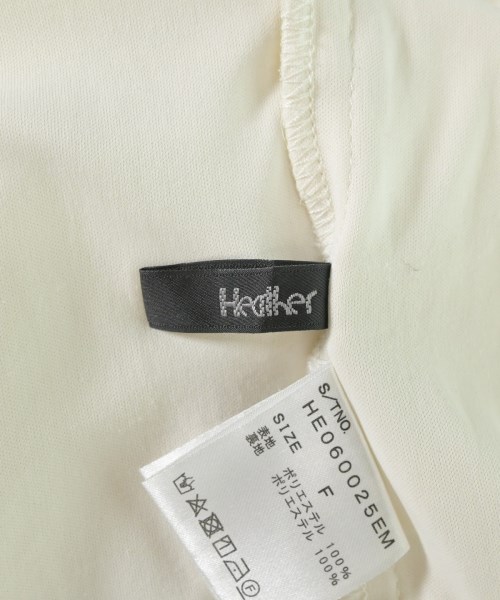 Heather
S/TNO.
HE060025EM
SIZE F
表地 ポリエステル 100%
裏地 ポリエステル 100%
F